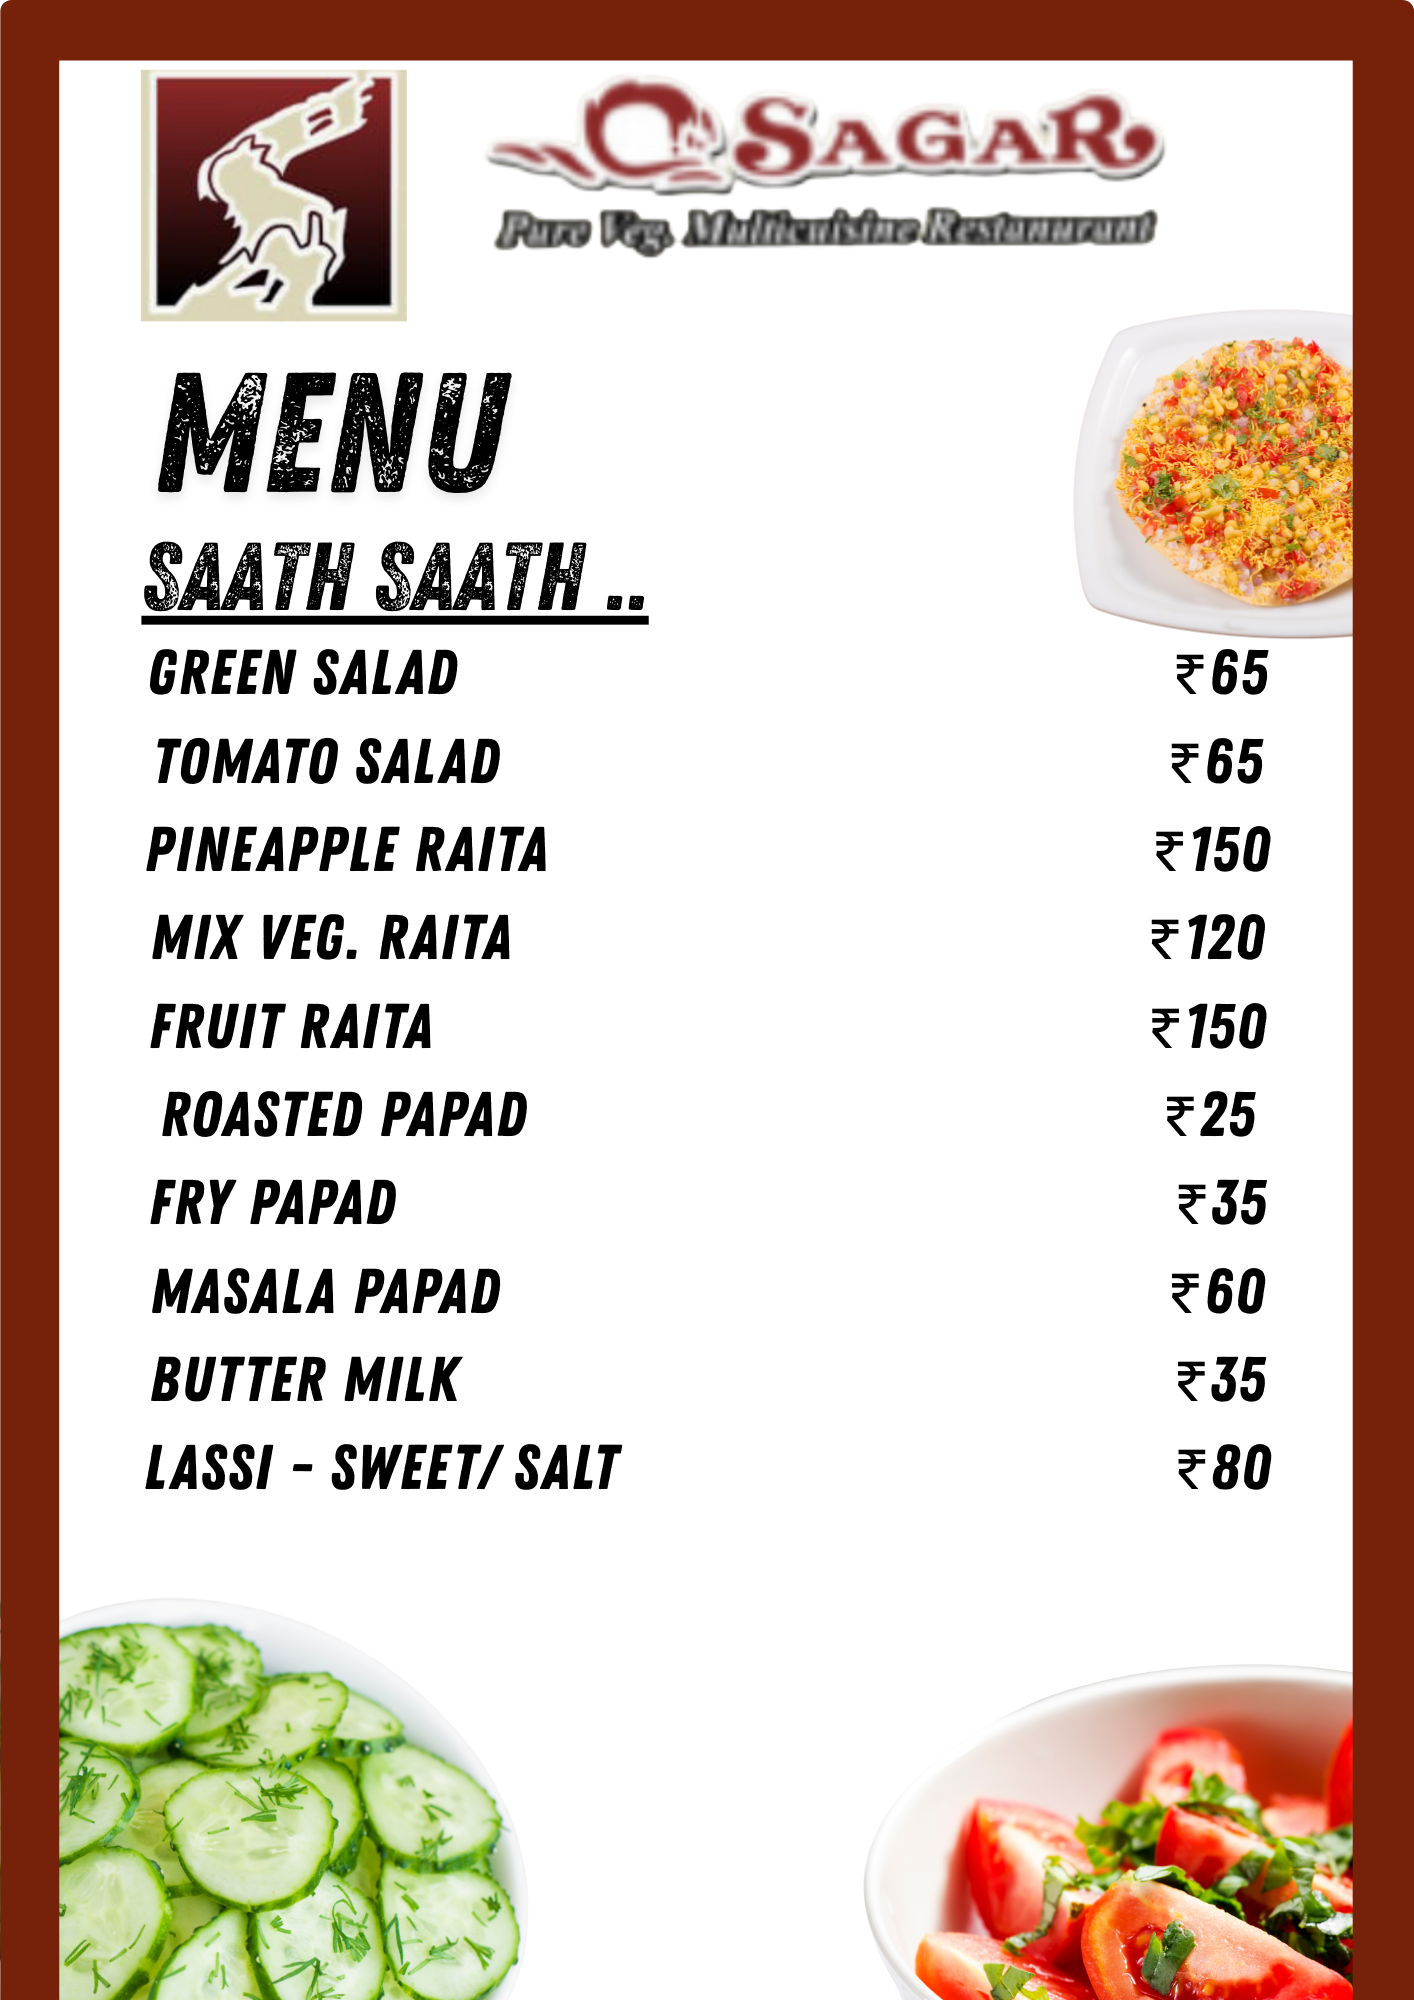 SAGAR
Pure Veg. Multicuisine Restaunurant
MENU
SAATH SAATH ..
GREEN SALAD ₹65
TOMATO SALAD ₹65
PINEAPPLE RAITA ₹150
MIX VEG. RAITA ₹120
FRUIT RAITA ₹150
ROASTED PAPAD ₹25
FRY PAPAD ₹35
MASALA PAPAD ₹60
BUTTER MILK ₹35
LASSI - SWEET/ SALT ₹80